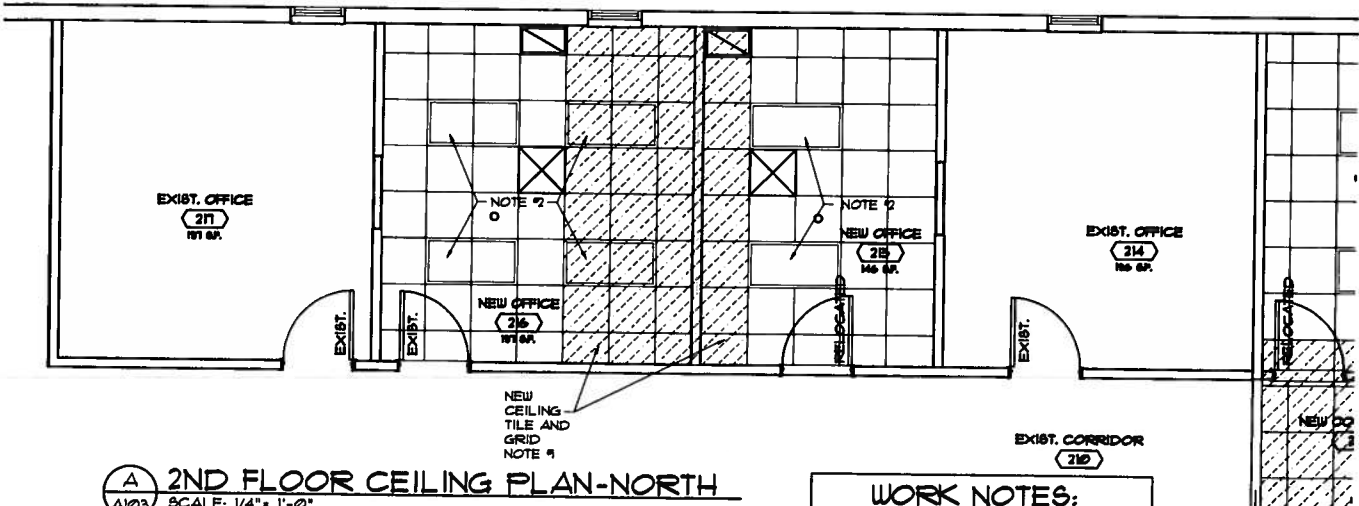 EXIST. OFFICE
217
NOTE #2
NEW OFFICE
216
EXIST.
EXIST.
NOTE #2
NEW OFFICE
215
RELOCATED
EXIST. OFFICE
214
EXIST.
RELOCATED
NEW
CEILING
TILE AND
GRID
NOTE
EXIST. CORRIDOR
210
A
A103
2ND FLOOR CEILING PLAN-NORTH
SCALE: 1/4" = 1'-0"
WORK NOTES:
NEW